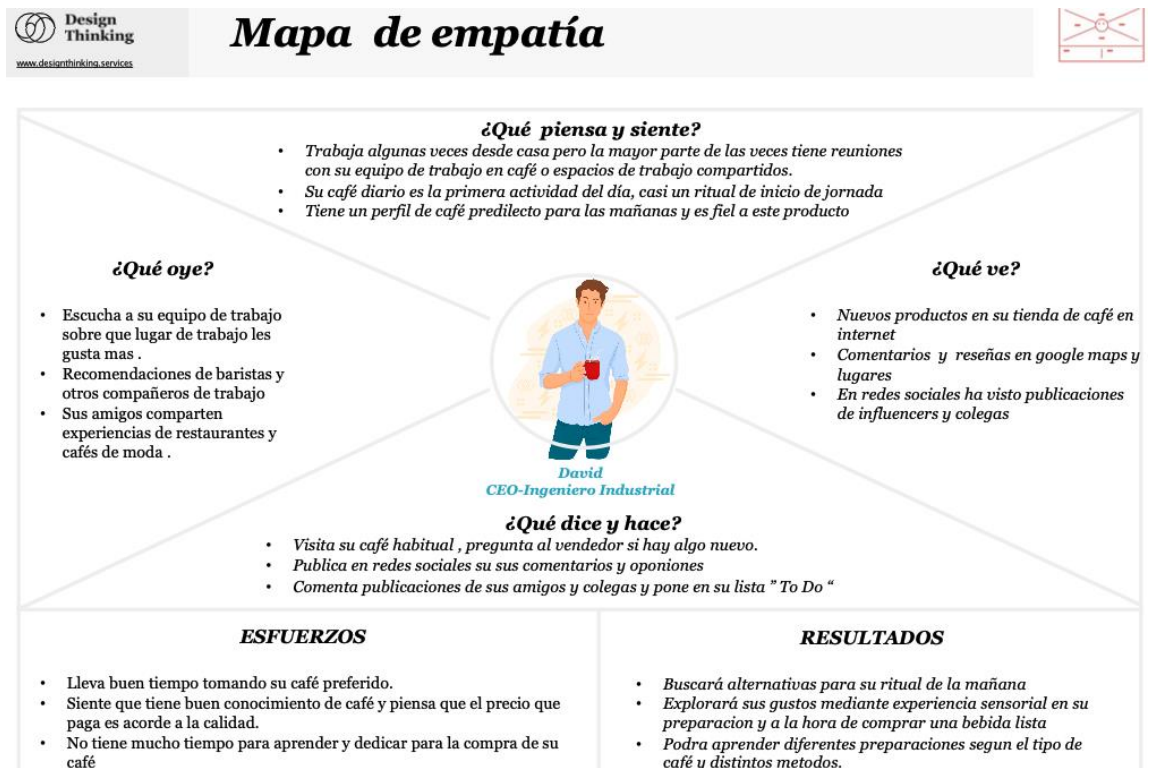 Design
Thinking
www.designthinking.services
Mapa de empatía
¿Qué piensa y siente?
• Trabaja algunas veces desde casa pero la mayor parte de las veces tiene reuniones
con su equipo de trabajo en café o espacios de trabajo compartidos.
• Su café diario es la primera actividad del día, casi un ritual de inicio de jornada
• Tiene un perfil de café predilecto para las mañanas y es fiel a este producto
¿Qué oye?
• Escucha a su equipo de trabajo
sobre que lugar de trabajo les
gusta mas .
• Recomendaciones de baristas y
otros compañeros de trabajo
• Sus amigos comparten
experiencias de restaurantes y
cafés de moda .
¿Qué ve?
• Nuevos productos en su tienda de café en
internet
• Comentarios y reseñas en google maps y
lugares
• En redes sociales ha visto publicaciones
de influencers y colegas
David
CEO-Ingeniero Industrial
¿Qué dice y hace?
• Visita su café habitual , pregunta al vendedor si hay algo nuevo.
• Publica en redes sociales su sus comentarios y oponiones
• Comenta publicaciones de sus amigos y colegas y pone en su lista ” To Do “
ESFUERZOS
• Lleva buen tiempo tomando su café preferido.
• Siente que tiene buen conocimiento de café y piensa que el precio que
paga es acorde a la calidad.
• No tiene mucho tiempo para aprender y dedicar para la compra de su
café
RESULTADOS
• Buscará alternativas para su ritual de la mañana
• Explorará sus gustos mediante experiencia sensorial en su
preparacion y a la hora de comprar una bebida lista
• Podra aprender diferentes preparaciones segun el tipo de
café y distintos metodos.